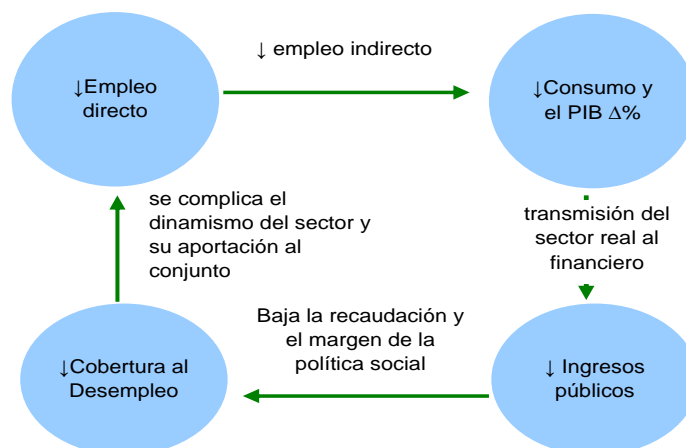 ↓Empleo
directo
↓ empleo indirecto
↓Consumo y
el PIB ∆%
se complica el
dinamismo del sector y
su aportación al
conjunto
transmisión del
sector real al
financiero
Baja la recaudación y
el margen de la
política social
↓Cobertura al
Desempleo
↓ Ingresos
públicos